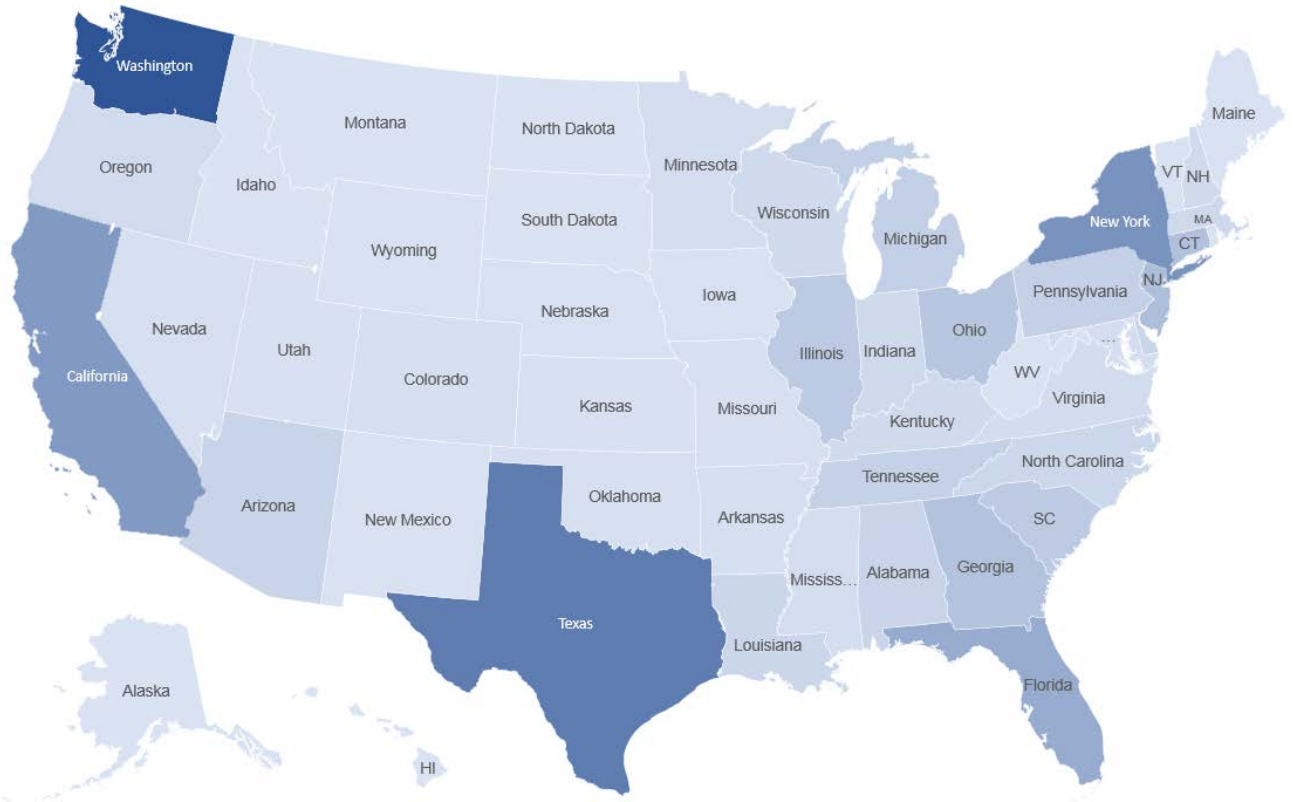 Washington
Maine
Montana
North Dakota
Oregon
Minnesota
VT
NH
Idaho
Wisconsin
South Dakota
MA
New York
Michigan
CT
Wyoming
NJ
Pennsylvania
Iowa
Nebraska
Nevada
Ohio
...
Utah
Illinois
Indiana
WV
California
Colorado
Virginia
Kansas
Missouri
Kentucky
North Carolina
Tennessee
Oklahoma
Arizona
New Mexico
Arkansas
SC
Georgia
Mississ...
Alabama
Texas
Louisiana
Florida
Alaska
HI